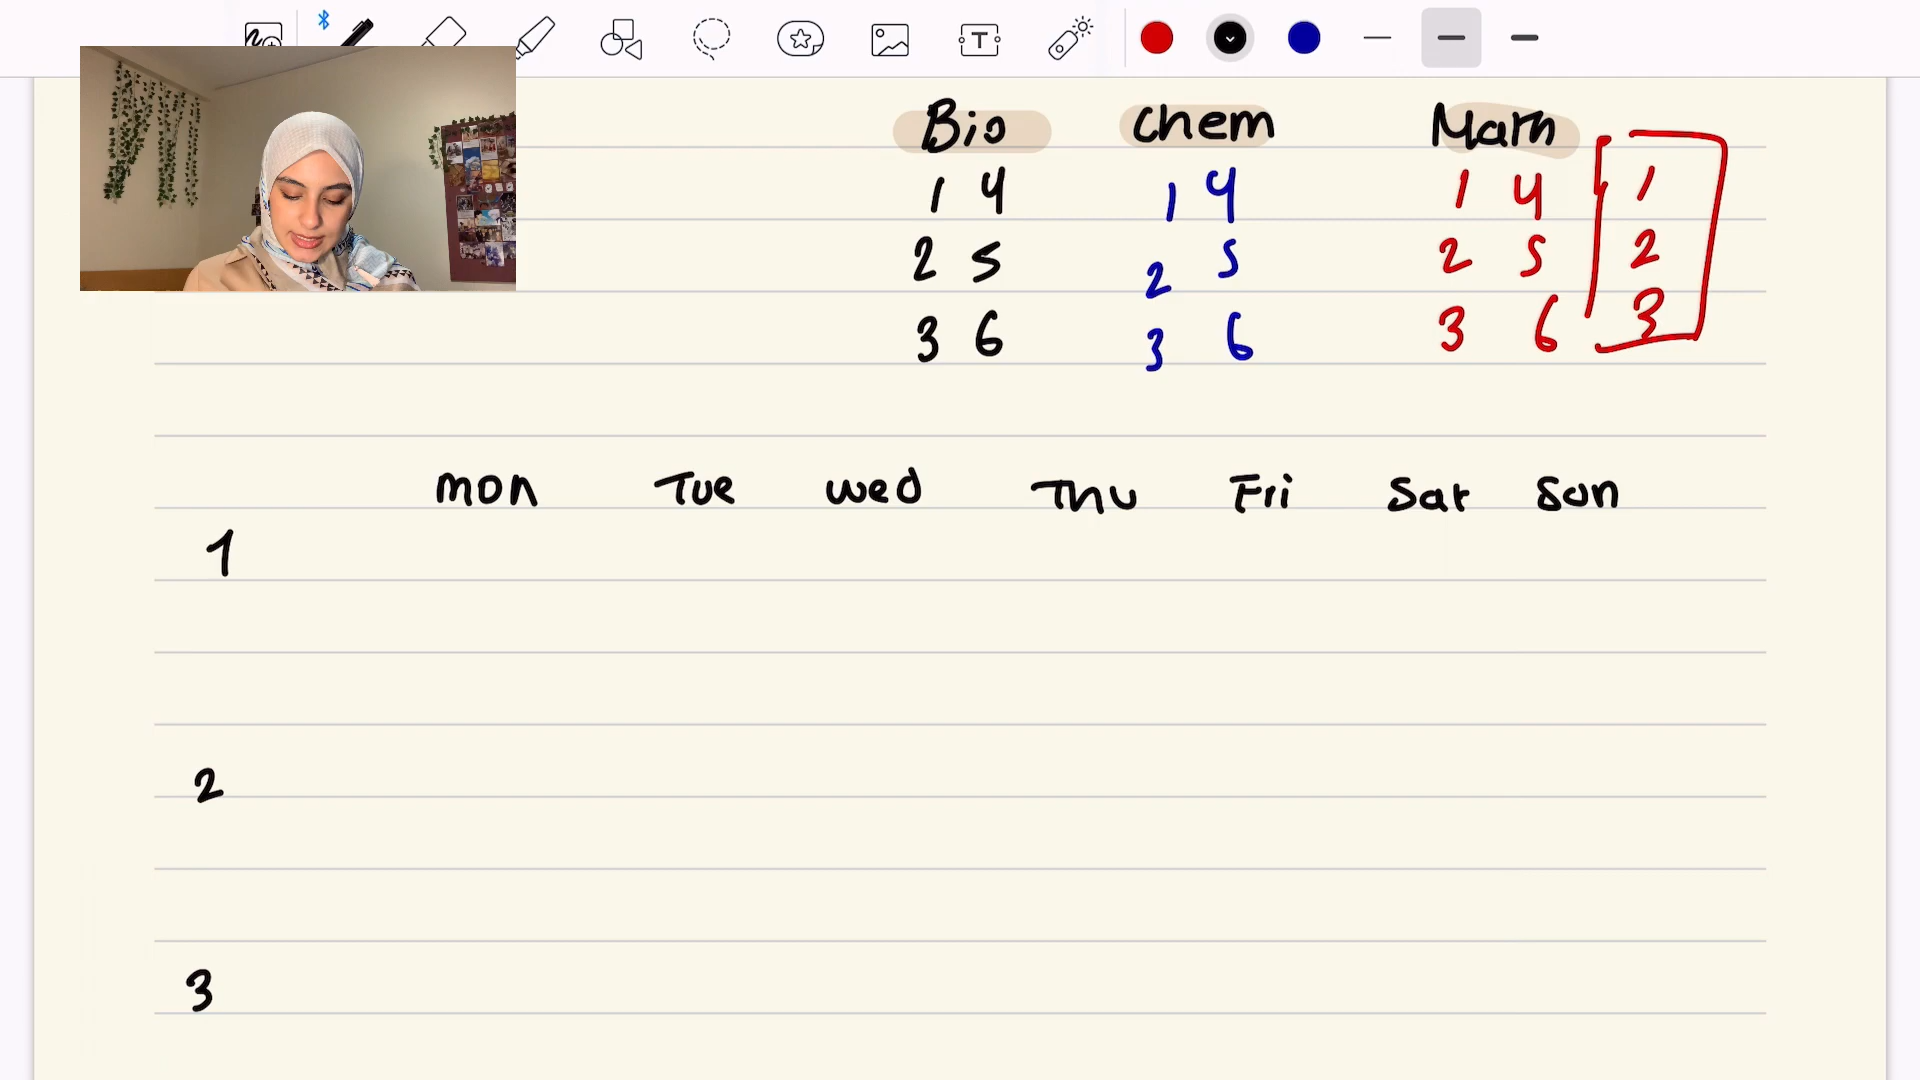 Bio Chem Math
1 4 1 4 1 4 1
2 5 2 5 2 5 2
3 6 3 6 3 6 3
mon Tue wed Thu Fri Sat Sun
1
2
3